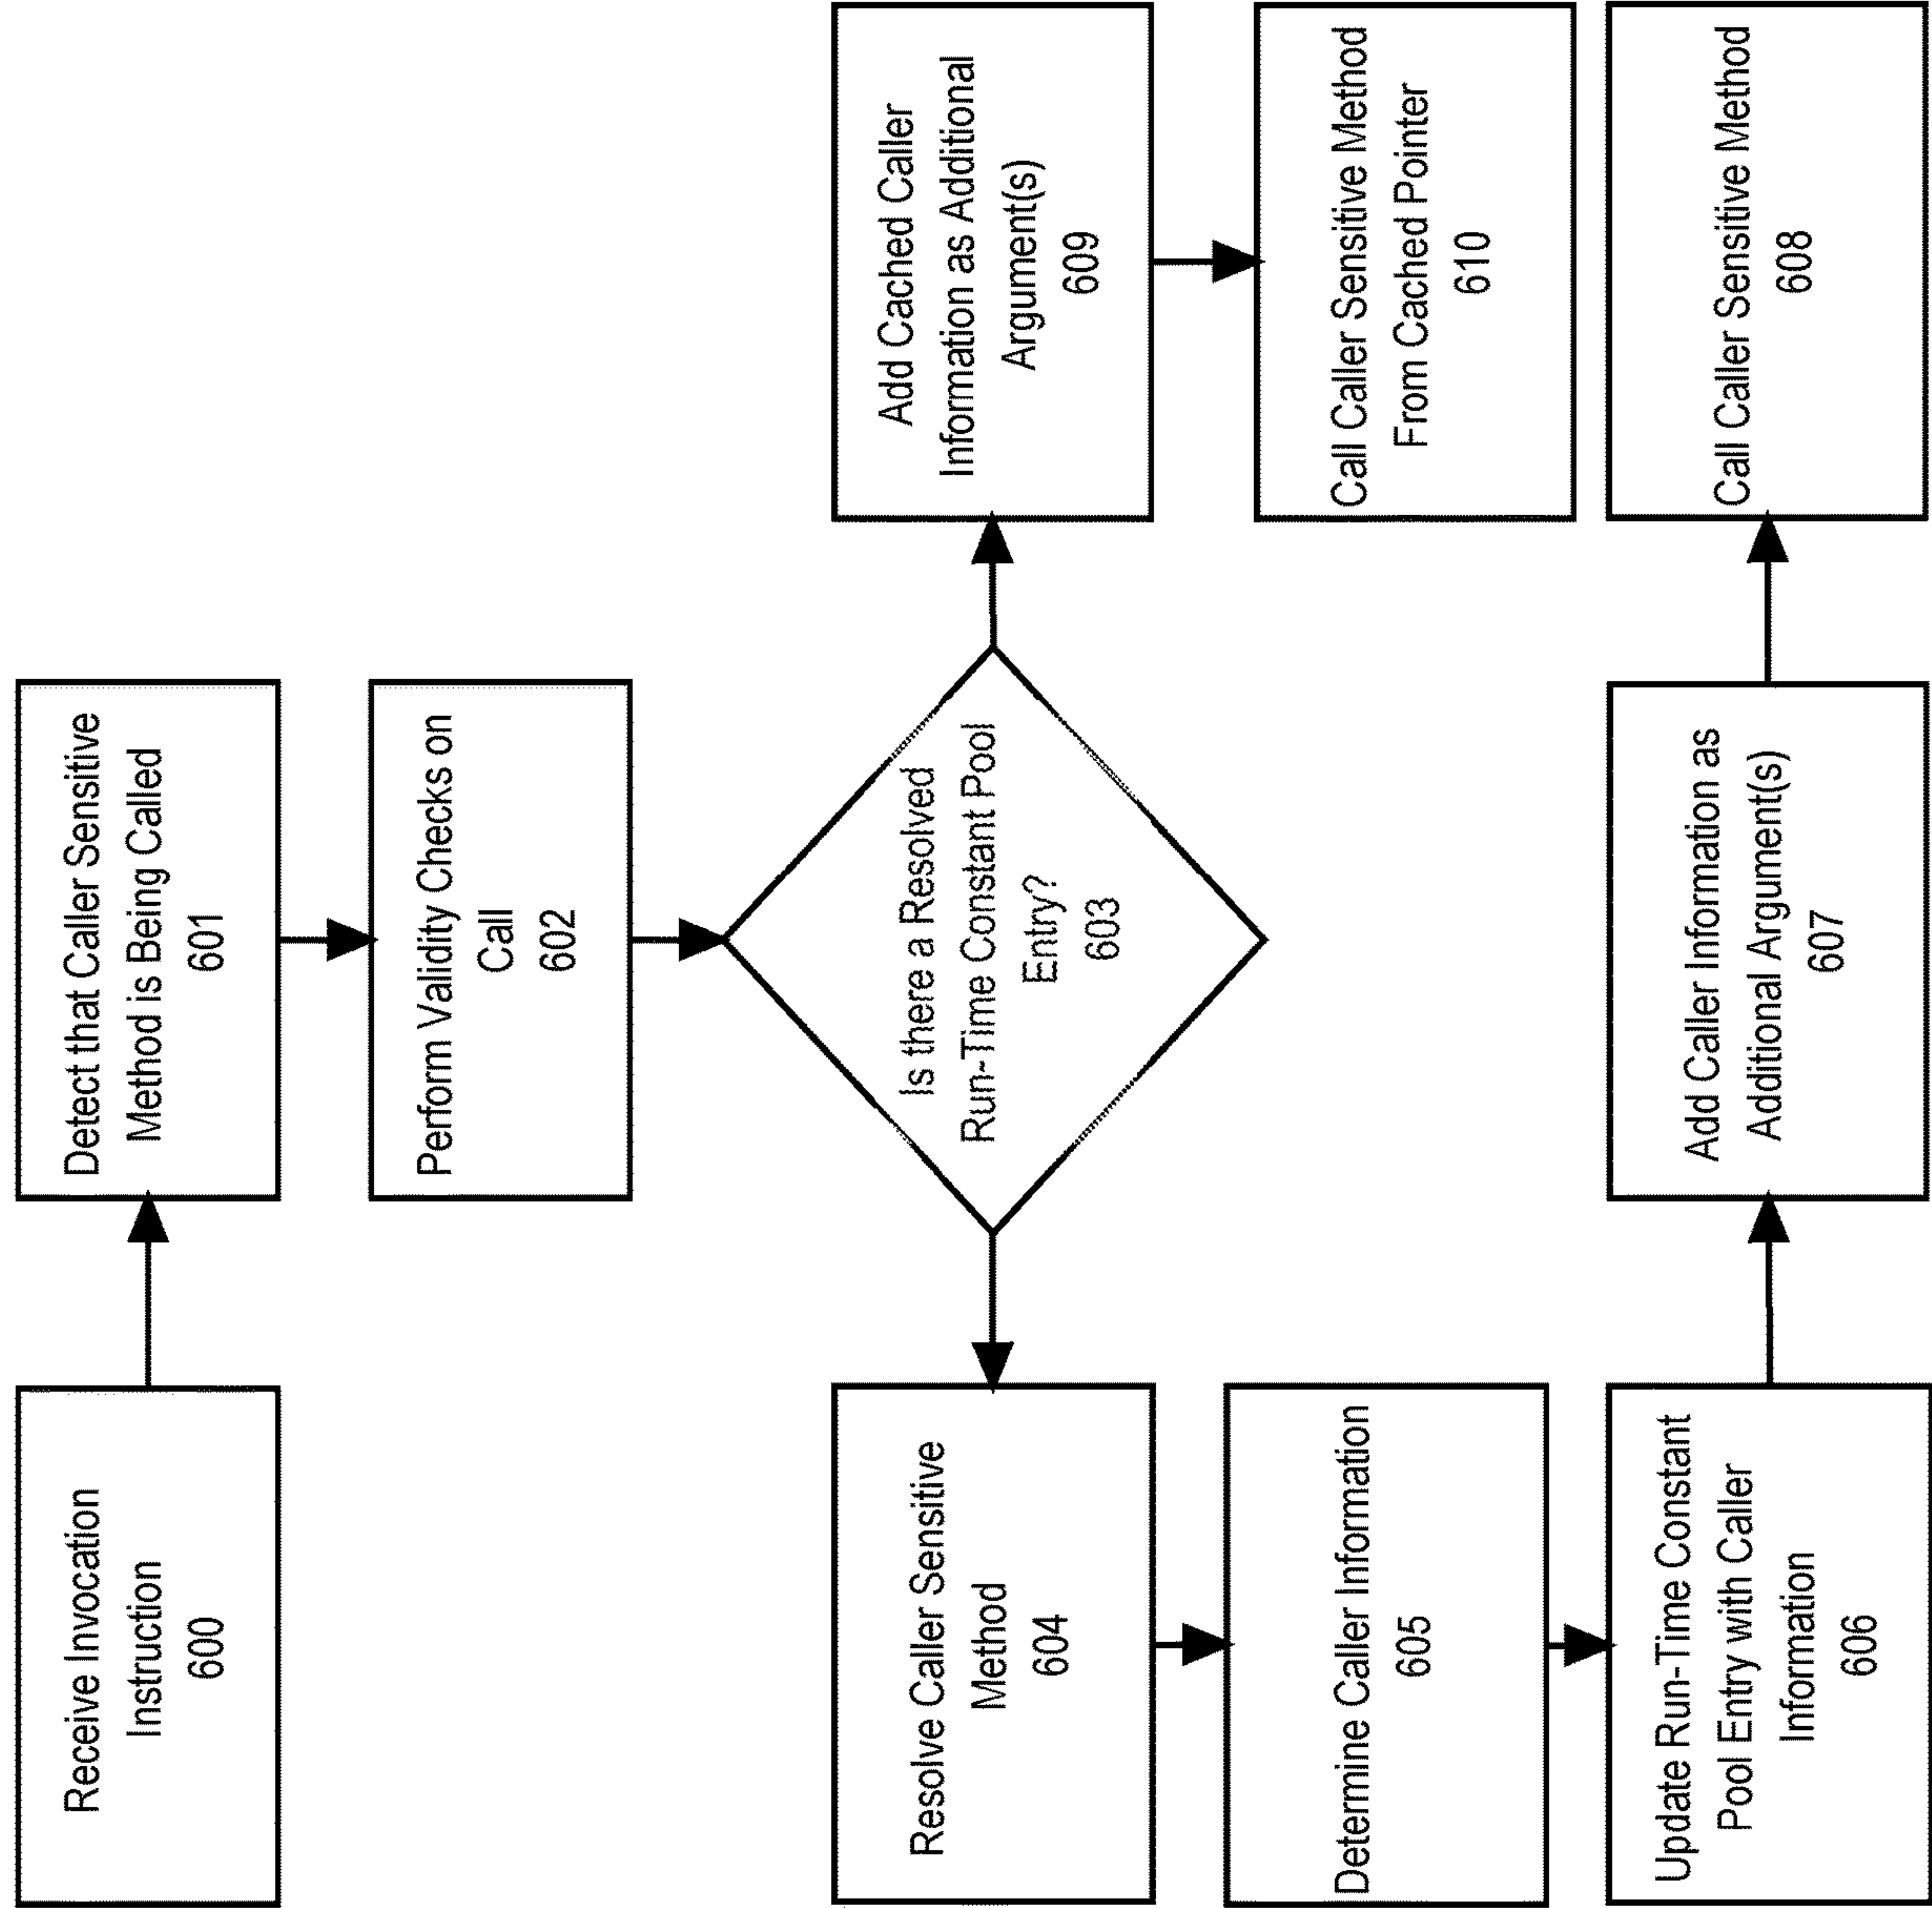 Receive Invocation
Instruction
600
Detect that Caller Sensitive
Method is Being Called
601
Perform Validity Checks on
Call
602
Is there a Resolved
Run-Time Constant Pool
Entry?
603
Resolve Caller Sensitive
Method
604
Determine Caller Information
605
Update Run-Time Constant
Pool Entry with Caller
Information
606
Add Caller Information as
Additional Argument(s)
607
Call Caller Sensitive Method
608
Add Cached Caller
Information as Additional
Argument(s)
609
Call Caller Sensitive Method
From Cached Pointer
610